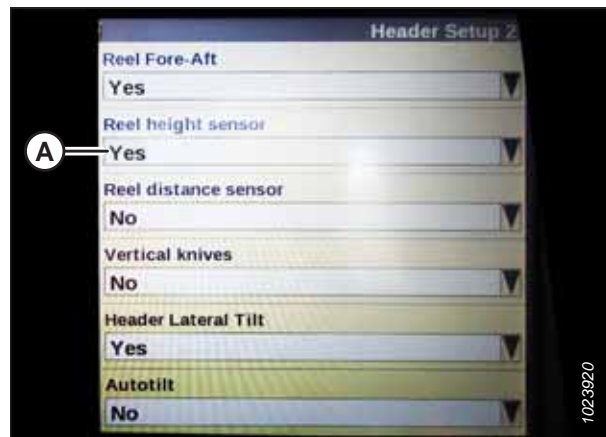 Header Setup 2
Reel Fore-Aft
Yes
Reel height sensor
A
Yes
Reel distance sensor
No
Vertical knives
No
Header Lateral Tilt
Yes
Autotilt
No
1023920